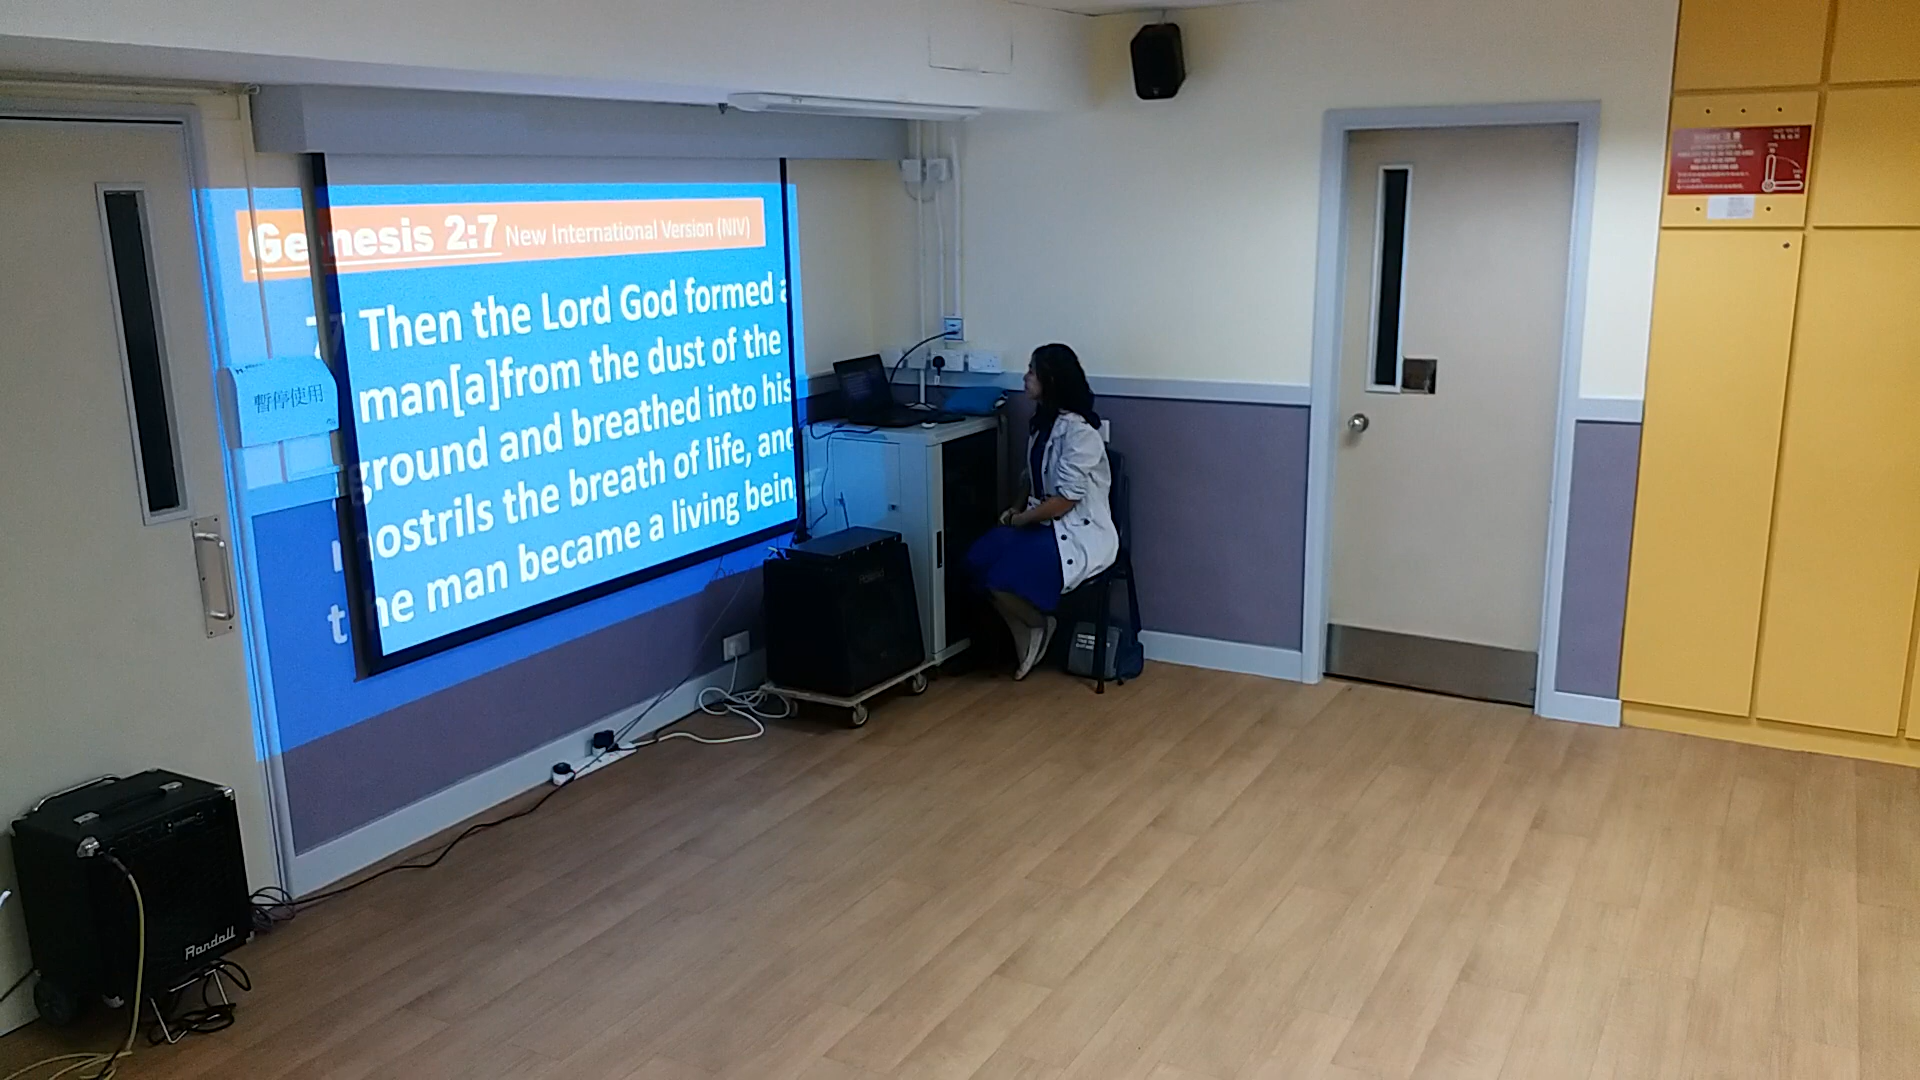 Genesis 2:7 New International Version (NIV)
7 Then the Lord God formed a
man[a]from the dust of the
ground and breathed into his
nostrils the breath of life, and
the man became a living bein
暫停使用
Roland
Randall